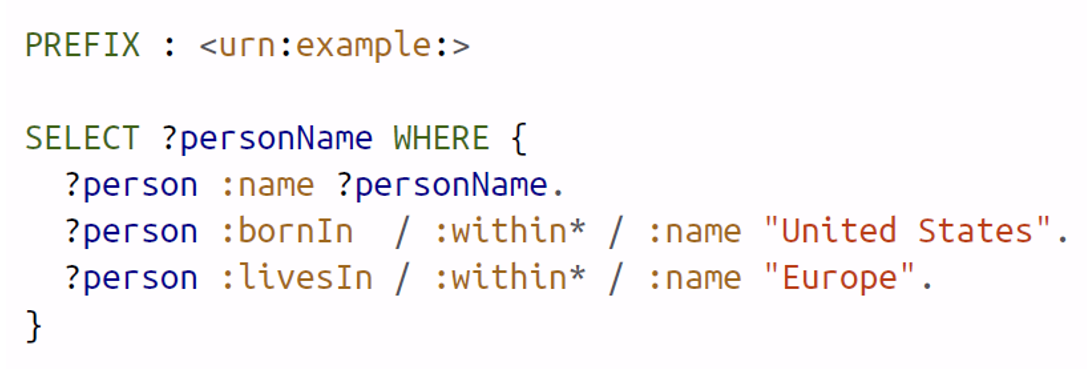 PREFIX : <urn:example:>
SELECT ?personName WHERE {
  ?person :name ?personName.
  ?person :bornIn  / :within* / :name "United States".
  ?person :livesIn / :within* / :name "Europe".
}